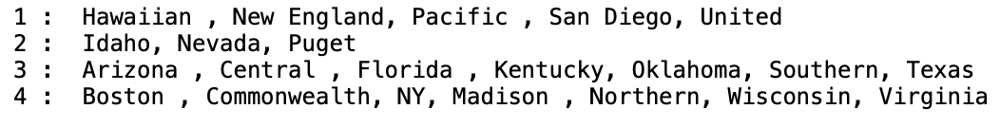 1 :  Hawaiian , New England, Pacific , San Diego, United
2 :  Idaho, Nevada, Puget
3 :  Arizona , Central , Florida , Kentucky, Oklahoma, Southern, Texas
4 :  Boston , Commonwealth, NY, Madison , Northern, Wisconsin, Virginia